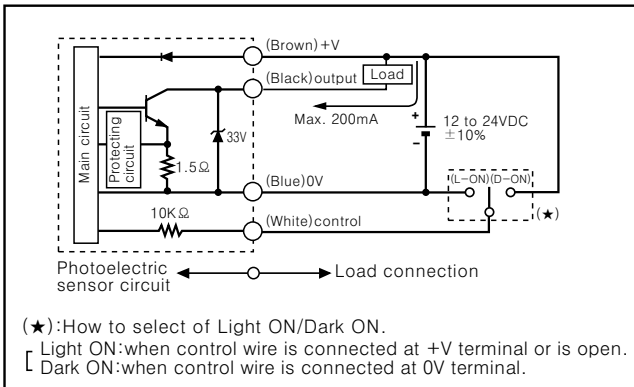 (Brown)+V
(Black)output
Load
Max. 200mA
+
12 to 24VDC
±10%
-
Main circuit
Protecting
circuit
33V
1.5Ω
(Blue)0V
(L-ON)(D-ON)
10KΩ
(White)control
(★)
Photoelectric
sensor circuit
Load connection
(★):How to select of Light ON/Dark ON.
[ Light ON:when control wire is connected at +V terminal or is open.
Dark ON:when control wire is connected at 0V terminal.